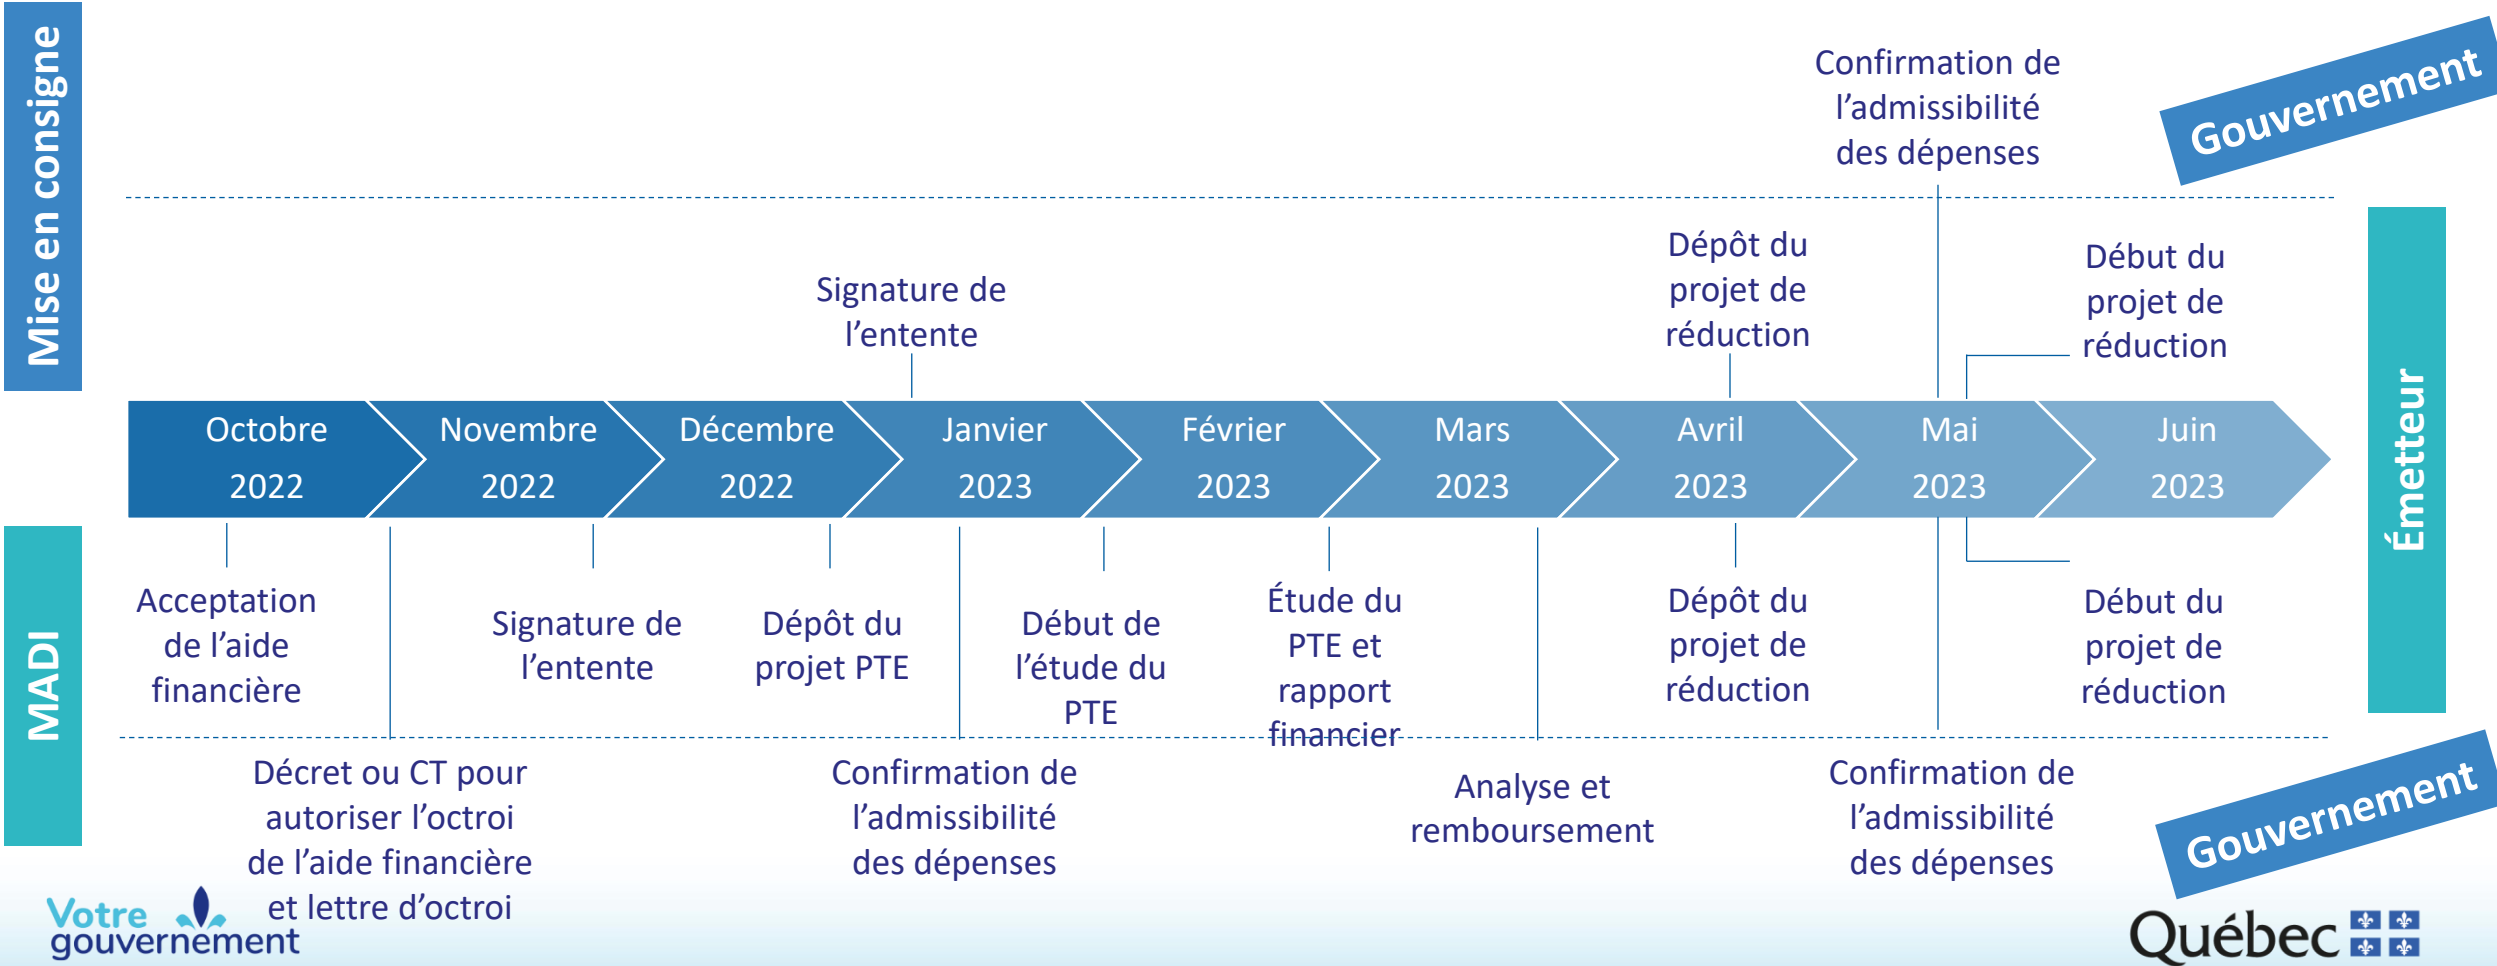 Mise en consigne
Confirmation de
l’admissibilité
des dépenses
Gouvernement
Signature de
l’entente
Dépôt du
projet de
réduction
Début du
projet de
réduction
Octobre
2022
Novembre
2022
Décembre
2022
Janvier
2023
Février
2023
Mars
2023
Avril
2023
Mai
2023
Juin
2023
Émetteur
MADI
Acceptation
de l’aide
financière
Signature de
l’entente
Dépôt du
projet PTE
Début de
l’étude du
PTE
Étude du
PTE et
rapport
financier
Dépôt du
projet de
réduction
Début du
projet de
réduction
Décret ou CT pour
autoriser l’octroi
de l’aide financière
et lettre d’octroi
Confirmation de
l’admissibilité
des dépenses
Analyse et
remboursement
Confirmation de
l’admissibilité
des dépenses
Gouvernement
Votre
gouvernement
Québec